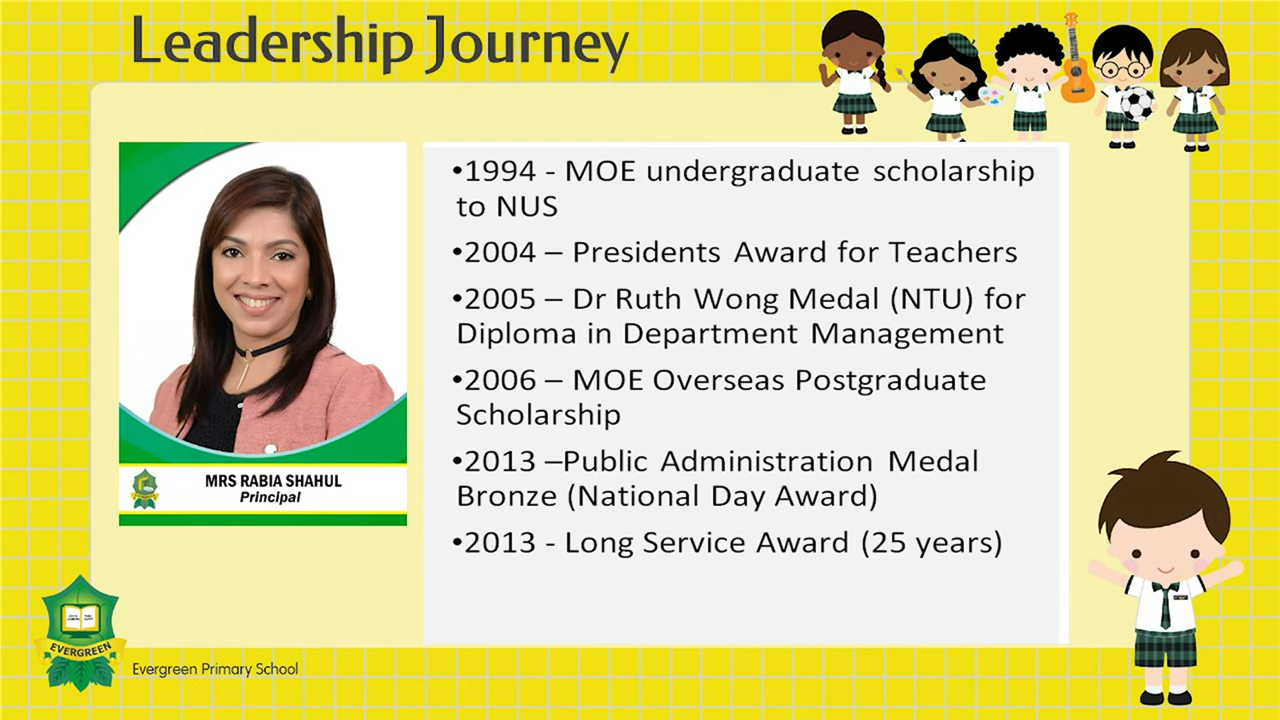 Leadership Journey
•1994 - MOE undergraduate scholarship
to NUS
•2004 – Presidents Award for Teachers
•2005 – Dr Ruth Wong Medal (NTU) for
Diploma in Department Management
•2006 – MOE Overseas Postgraduate
Scholarship
•2013 –Public Administration Medal
Bronze (National Day Award)
•2013 - Long Service Award (25 years)
MRS RABIA SHAHUL
Principal
EVERGREEN
Evergreen Primary School